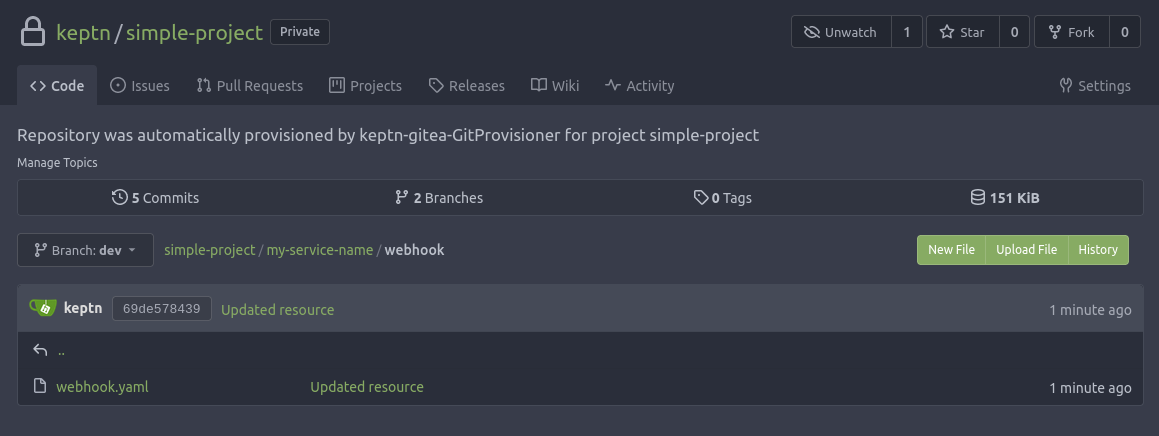 keptn / simple-project Private Unwatch 1 Star 0 Fork 0
Code Issues Pull Requests Projects Releases Wiki Activity Settings
Repository was automatically provisioned by keptn-gitea-GitProvisioner for project simple-project
Manage Topics
5 Commits 2 Branches 0 Tags 151 KiB
Branch: dev simple-project / my-service-name / webhook New File Upload File History
keptn 69de578439 Updated resource 1 minute ago
..
webhook.yaml Updated resource 1 minute ago